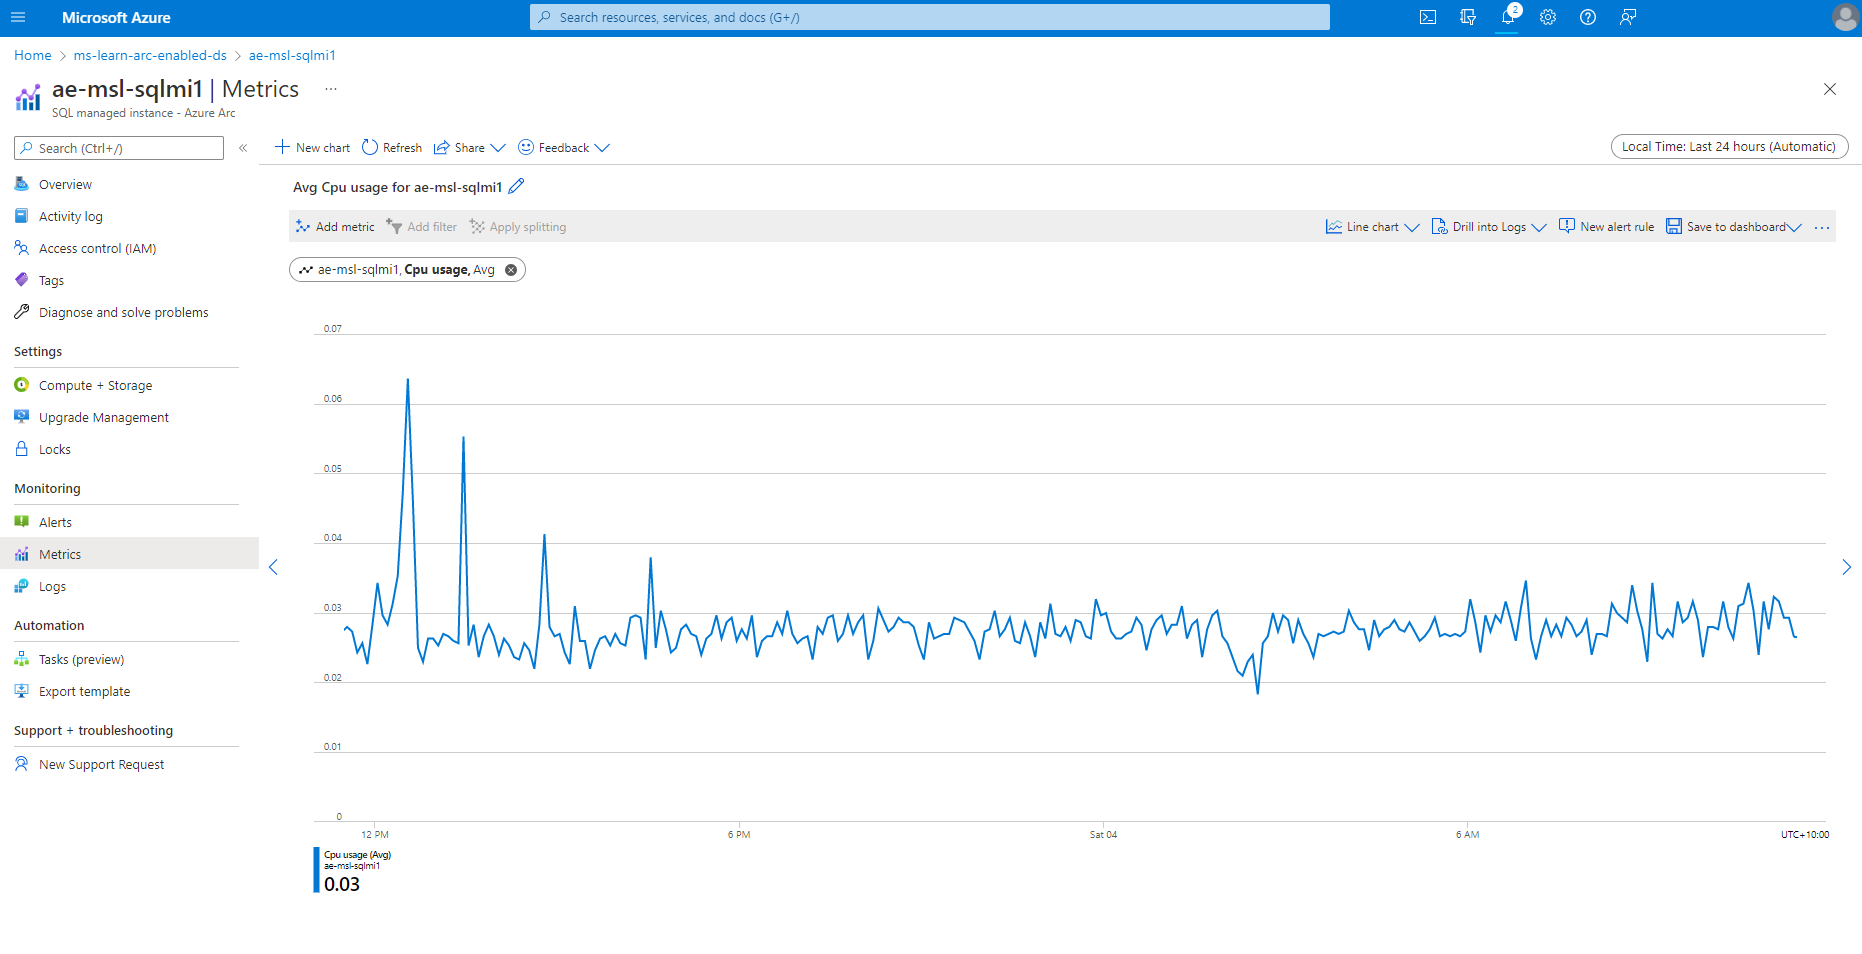 Microsoft Azure
Search resources, services, and docs (G+/)
2
Home > ms-learn-arc-enabled-ds > ae-msl-sqlmi1
ae-msl-sqlmi1 | Metrics ...
SQL managed instance - Azure Arc
Search (Ctrl+/)
«
New chart
Refresh
Share
Feedback
Local Time: Last 24 hours (Automatic)
Overview
Activity log
Access control (IAM)
Tags
Diagnose and solve problems
Settings
Compute + Storage
Upgrade Management
Locks
Monitoring
Alerts
Metrics
Logs
Automation
Tasks (preview)
Export template
Support + troubleshooting
New Support Request
Avg Cpu usage for ae-msl-sqlmi1
Add metric
Add filter
Apply splitting
Line chart
Drill into Logs
New alert rule
Save to dashboard
...
ae-msl-sqlmi1, Cpu usage, Avg
0.07
0.06
0.05
0.04
0.03
0.02
0.01
0
12 PM
6 PM
Sat 04
6 AM
UTC+10:00
Cpu usage (Avg)
ae-msl-sqlmi1
0.03